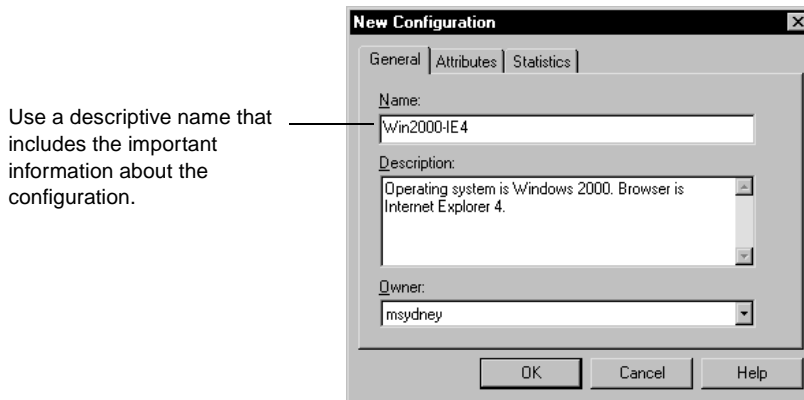 New Configuration
General Attributes Statistics
Use a descriptive name that
includes the important
information about the
configuration.
Name:
Win2000-IE4
Description:
Operating system is Windows 2000. Browser is
Internet Explorer 4.
Owner:
msydney
OK Cancel Help